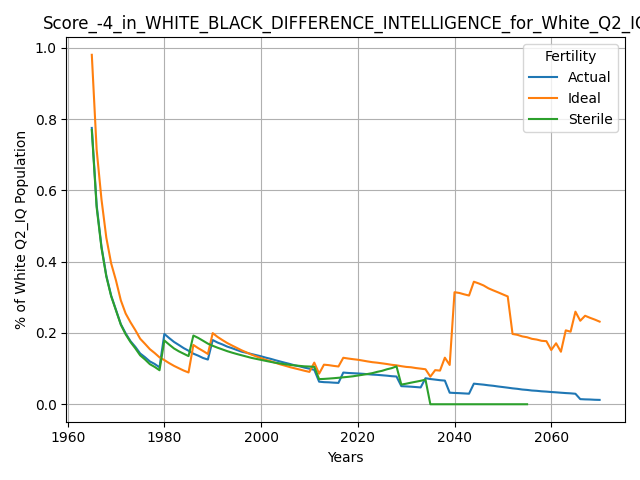 Score_-4_in_WHITE_BLACK_DIFFERENCE_INTELLIGENCE_for_White_Q2_IQ
Fertility
Actual
Ideal
Sterile
% of White Q2_IQ Population
1.0
0.8
0.6
0.4
0.2
0.0
1960 1980 2000 2020 2040 2060
Years